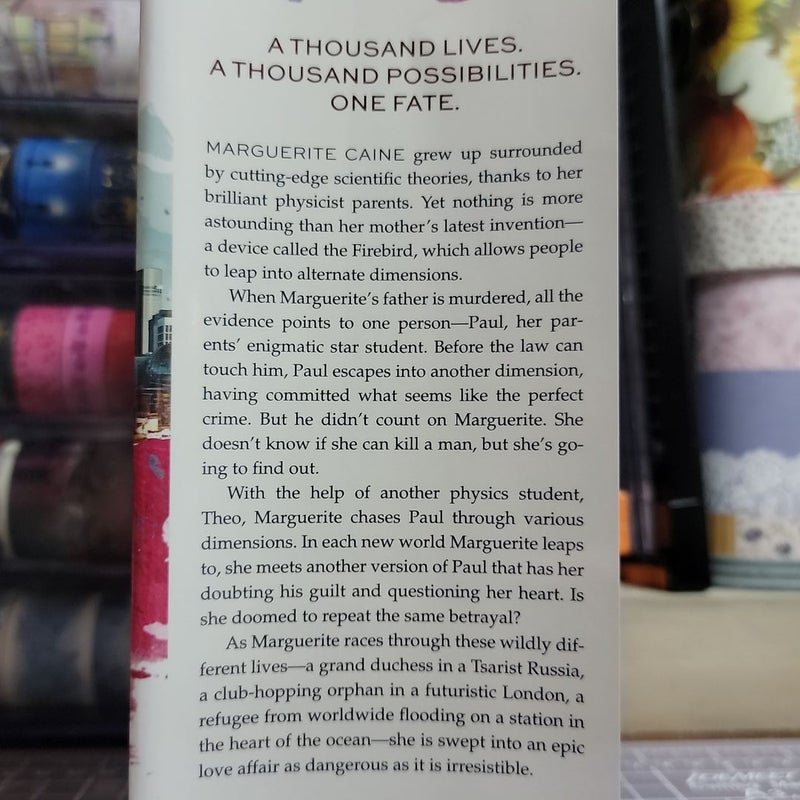 A THOUSAND LIVES.
A THOUSAND POSSIBILITIES.
ONE FATE.
MARGUERITE CAINE grew up surrounded
by cutting-edge scientific theories, thanks to her
brilliant physicist parents. Yet nothing is more
astounding than her mother’s latest invention—
a device called the Firebird, which allows people
to leap into alternate dimensions.
When Marguerite’s father is murdered, all the
evidence points to one person—Paul, her par-
ents’ enigmatic star student. Before the law can
touch him, Paul escapes into another dimension,
having committed what seems like the perfect
crime. But he didn’t count on Marguerite. She
doesn’t know if she can kill a man, but she’s go-
ing to find out.
With the help of another physics student,
Theo, Marguerite chases Paul through various
dimensions. In each new world Marguerite leaps
to, she meets another version of Paul that has her
doubting his guilt and questioning her heart. Is
she doomed to repeat the same betrayal?
As Marguerite races through these wildly dif-
ferent lives—a grand duchess in a Tsarist Russia,
a club-hopping orphan in a futuristic London, a
refugee from worldwide flooding on a station in
the heart of the ocean—she is swept into an epic
love affair as dangerous as it is irresistible.